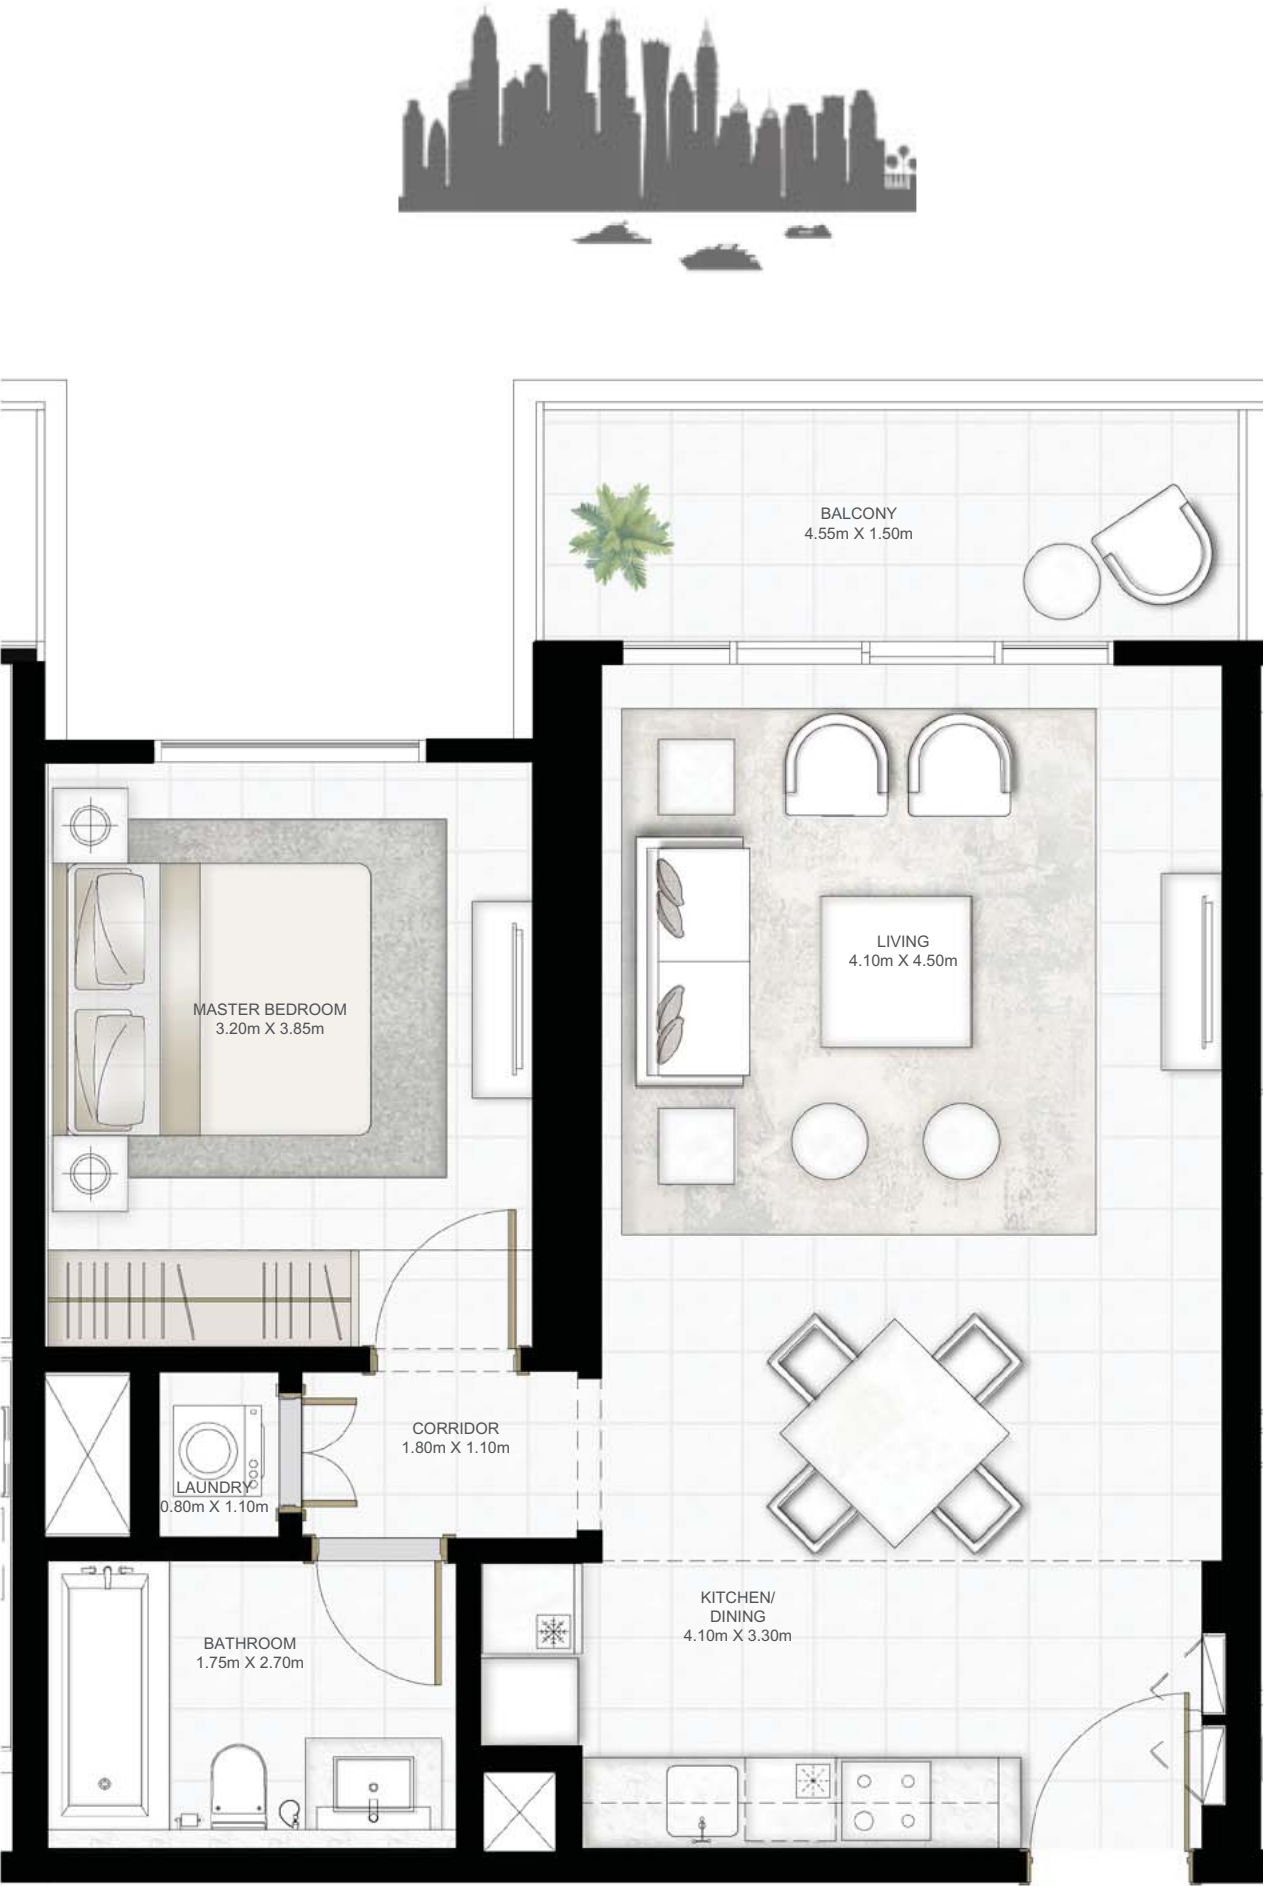 BALCONY
4.55m X 1.50m
LIVING
4.10m X 4.50m
MASTER BEDROOM
3.20m X 3.85m
CORRIDOR
1.80m X 1.10m
LAUNDRY
0.80m X 1.10m
KITCHEN/
DINING
4.10m X 3.30m
BATHROOM
1.75m X 2.70m